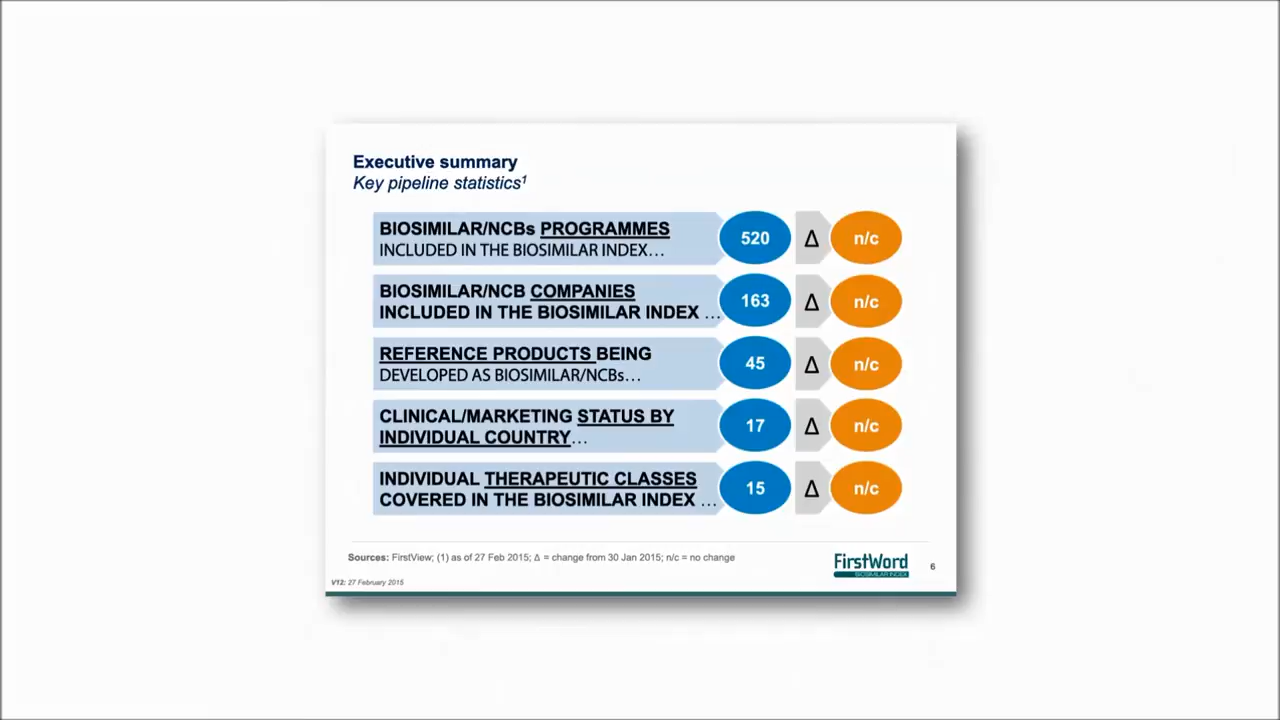 Executive summary
Key pipeline statistics¹
BIOSIMILAR/NCBs PROGRAMMES
INCLUDED IN THE BIOSIMILAR INDEX…
520
Δ
n/c
BIOSIMILAR/NCB COMPANIES
INCLUDED IN THE BIOSIMILAR INDEX …
163
Δ
n/c
REFERENCE PRODUCTS BEING
DEVELOPED AS BIOSIMILAR/NCBs…
45
Δ
n/c
CLINICAL/MARKETING STATUS BY
INDIVIDUAL COUNTRY…
17
Δ
n/c
INDIVIDUAL THERAPEUTIC CLASSES
COVERED IN THE BIOSIMILAR INDEX …
15
Δ
n/c
Sources: FirstView; (1) as of 27 Feb 2015; Δ = change from 30 Jan 2015; n/c = no change
FirstWord
BIOSIMILAR INDEX
6
V12: 27 February 2015